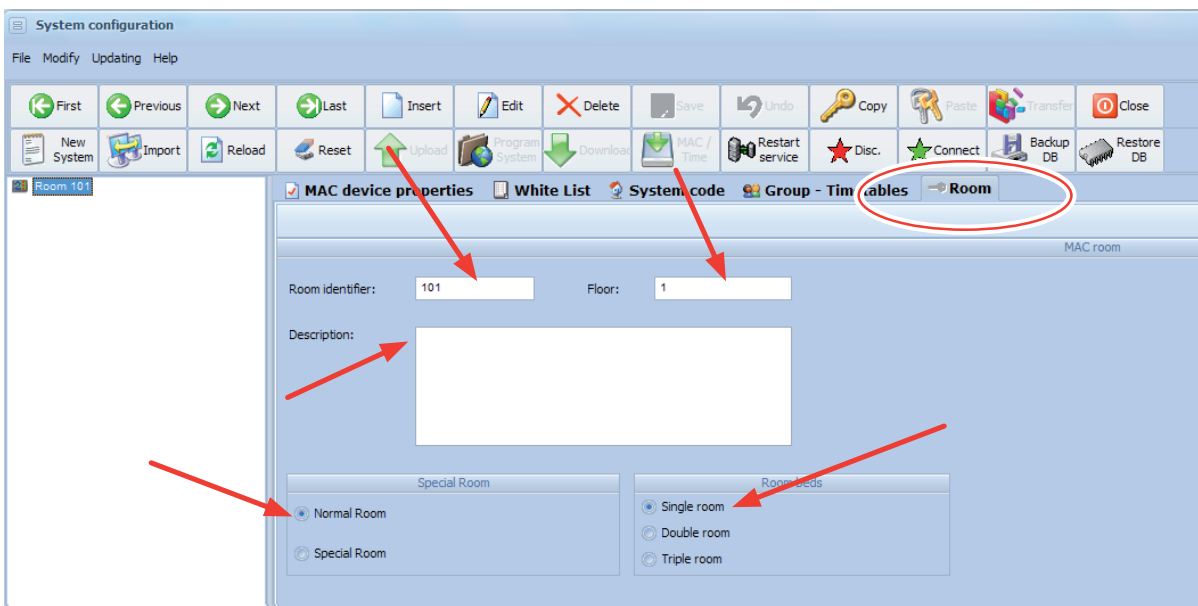 System configuration
File Modify Updating Help
First Previous Next Last Insert Edit Delete Save Undo Copy Paste Transfer Close
New System Import Reload Reset Upload Program System Download MAC / Time Restart service Disc. Connect Backup DB Restore DB
Room 101
MAC device properties White List System code Group - Timetables Room
MAC room
Room identifier: 101 Floor: 1
Description:
Special Room Room beds
Normal Room
Special Room
Single room
Double room
Triple room